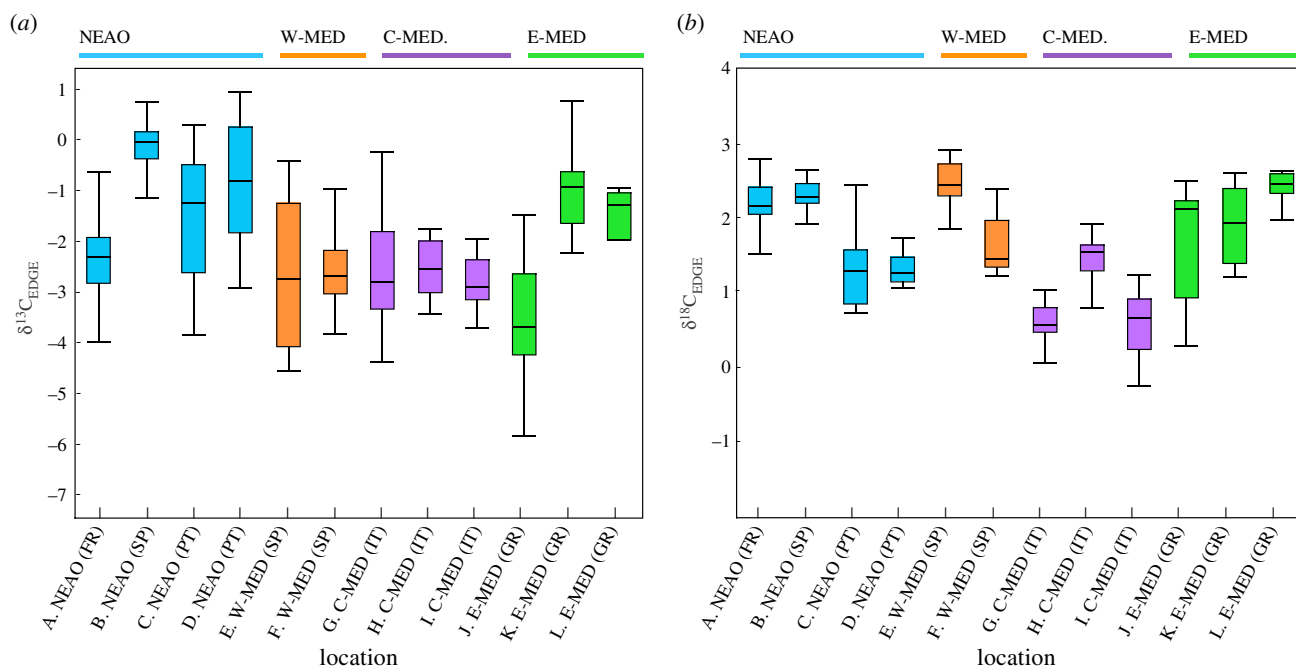 (a)
NEAO
W-MED
C-MED.
E-MED
1
0
–1
–2
–3
–4
–5
–6
–7
δ13CEDGE
A. NEAO (FR)
B. NEAO (SP)
C. NEAO (PT)
D. NEAO (PT)
E. W-MED (SP)
F. W-MED (SP)
G. C-MED (IT)
H. C-MED (IT)
I. C-MED (IT)
J. E-MED (GR)
K. E-MED (GR)
L. E-MED (GR)
location
(b)
NEAO
W-MED
C-MED.
E-MED
4
3
2
1
0
–1
δ18CEDGE
A. NEAO (FR)
B. NEAO (SP)
C. NEAO (PT)
D. NEAO (PT)
E. W-MED (SP)
F. W-MED (SP)
G. C-MED (IT)
H. C-MED (IT)
I. C-MED (IT)
J. E-MED (GR)
K. E-MED (GR)
L. E-MED (GR)
location